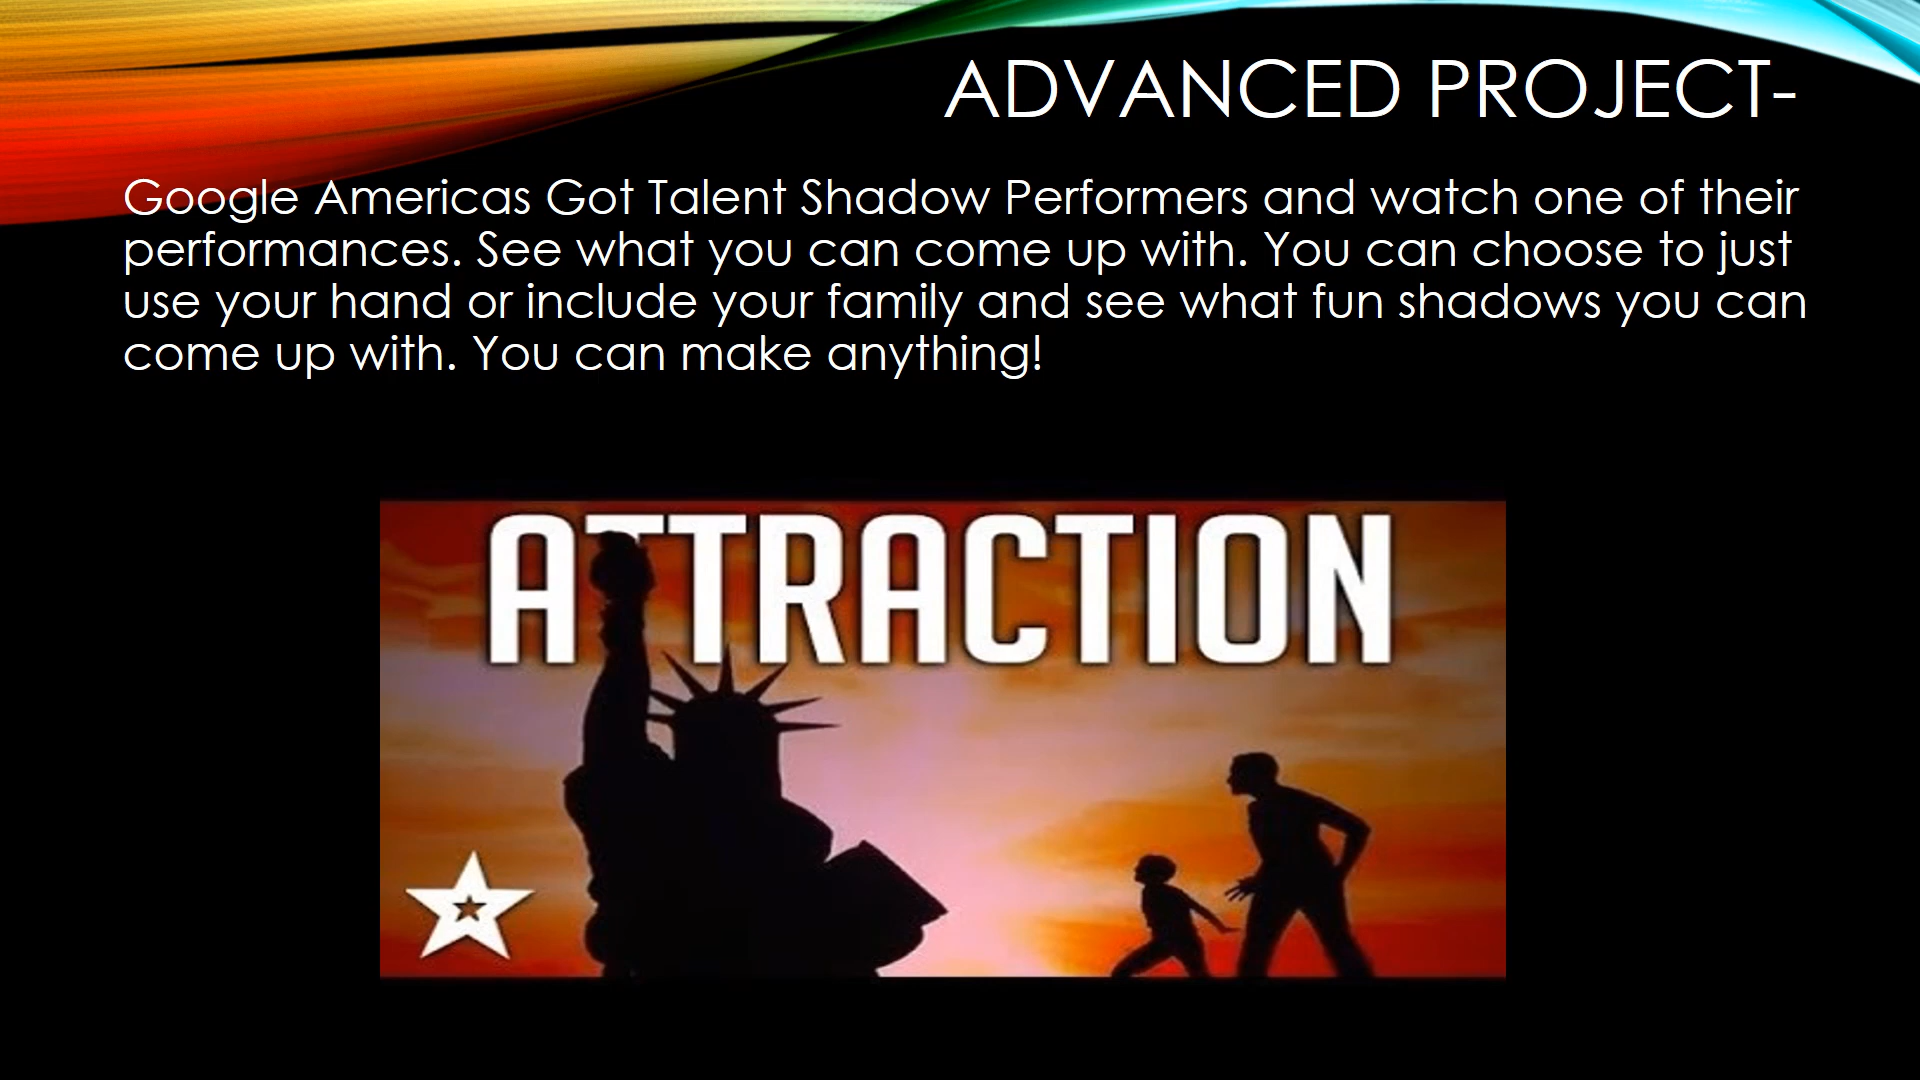 ADVANCED PROJECT-
Google Americas Got Talent Shadow Performers and watch one of their
performances. See what you can come up with. You can choose to just
use your hand or include your family and see what fun shadows you can
come up with. You can make anything!
ATTRACTION